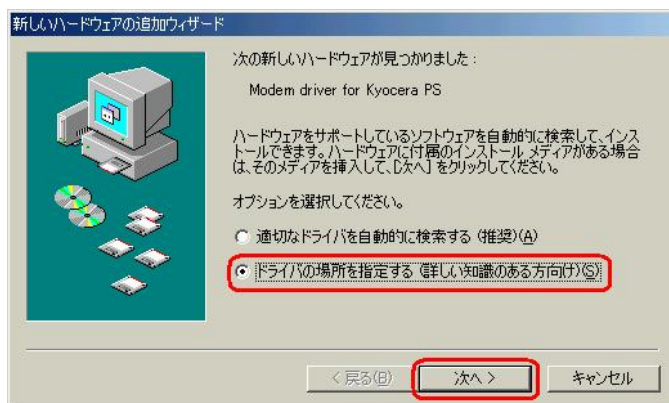 新しいハードウェアの追加ウィザード
次の新しいハードウェアが見つかりました：
Modem driver for Kyocera PS
ハードウェアをサポートしているソフトウェアを自動的に検索して、インス
トールできます。ハードウェアに付属のインストール メディアがある場合
は、そのメディアを挿入して、[次へ] をクリックしてください。
オプションを選択してください。
適切なドライバを自動的に検索する (推奨)(A)
ドライバの場所を指定する (詳しい知識のある方向け)(S)
< 戻る(B)
次へ >
キャンセル